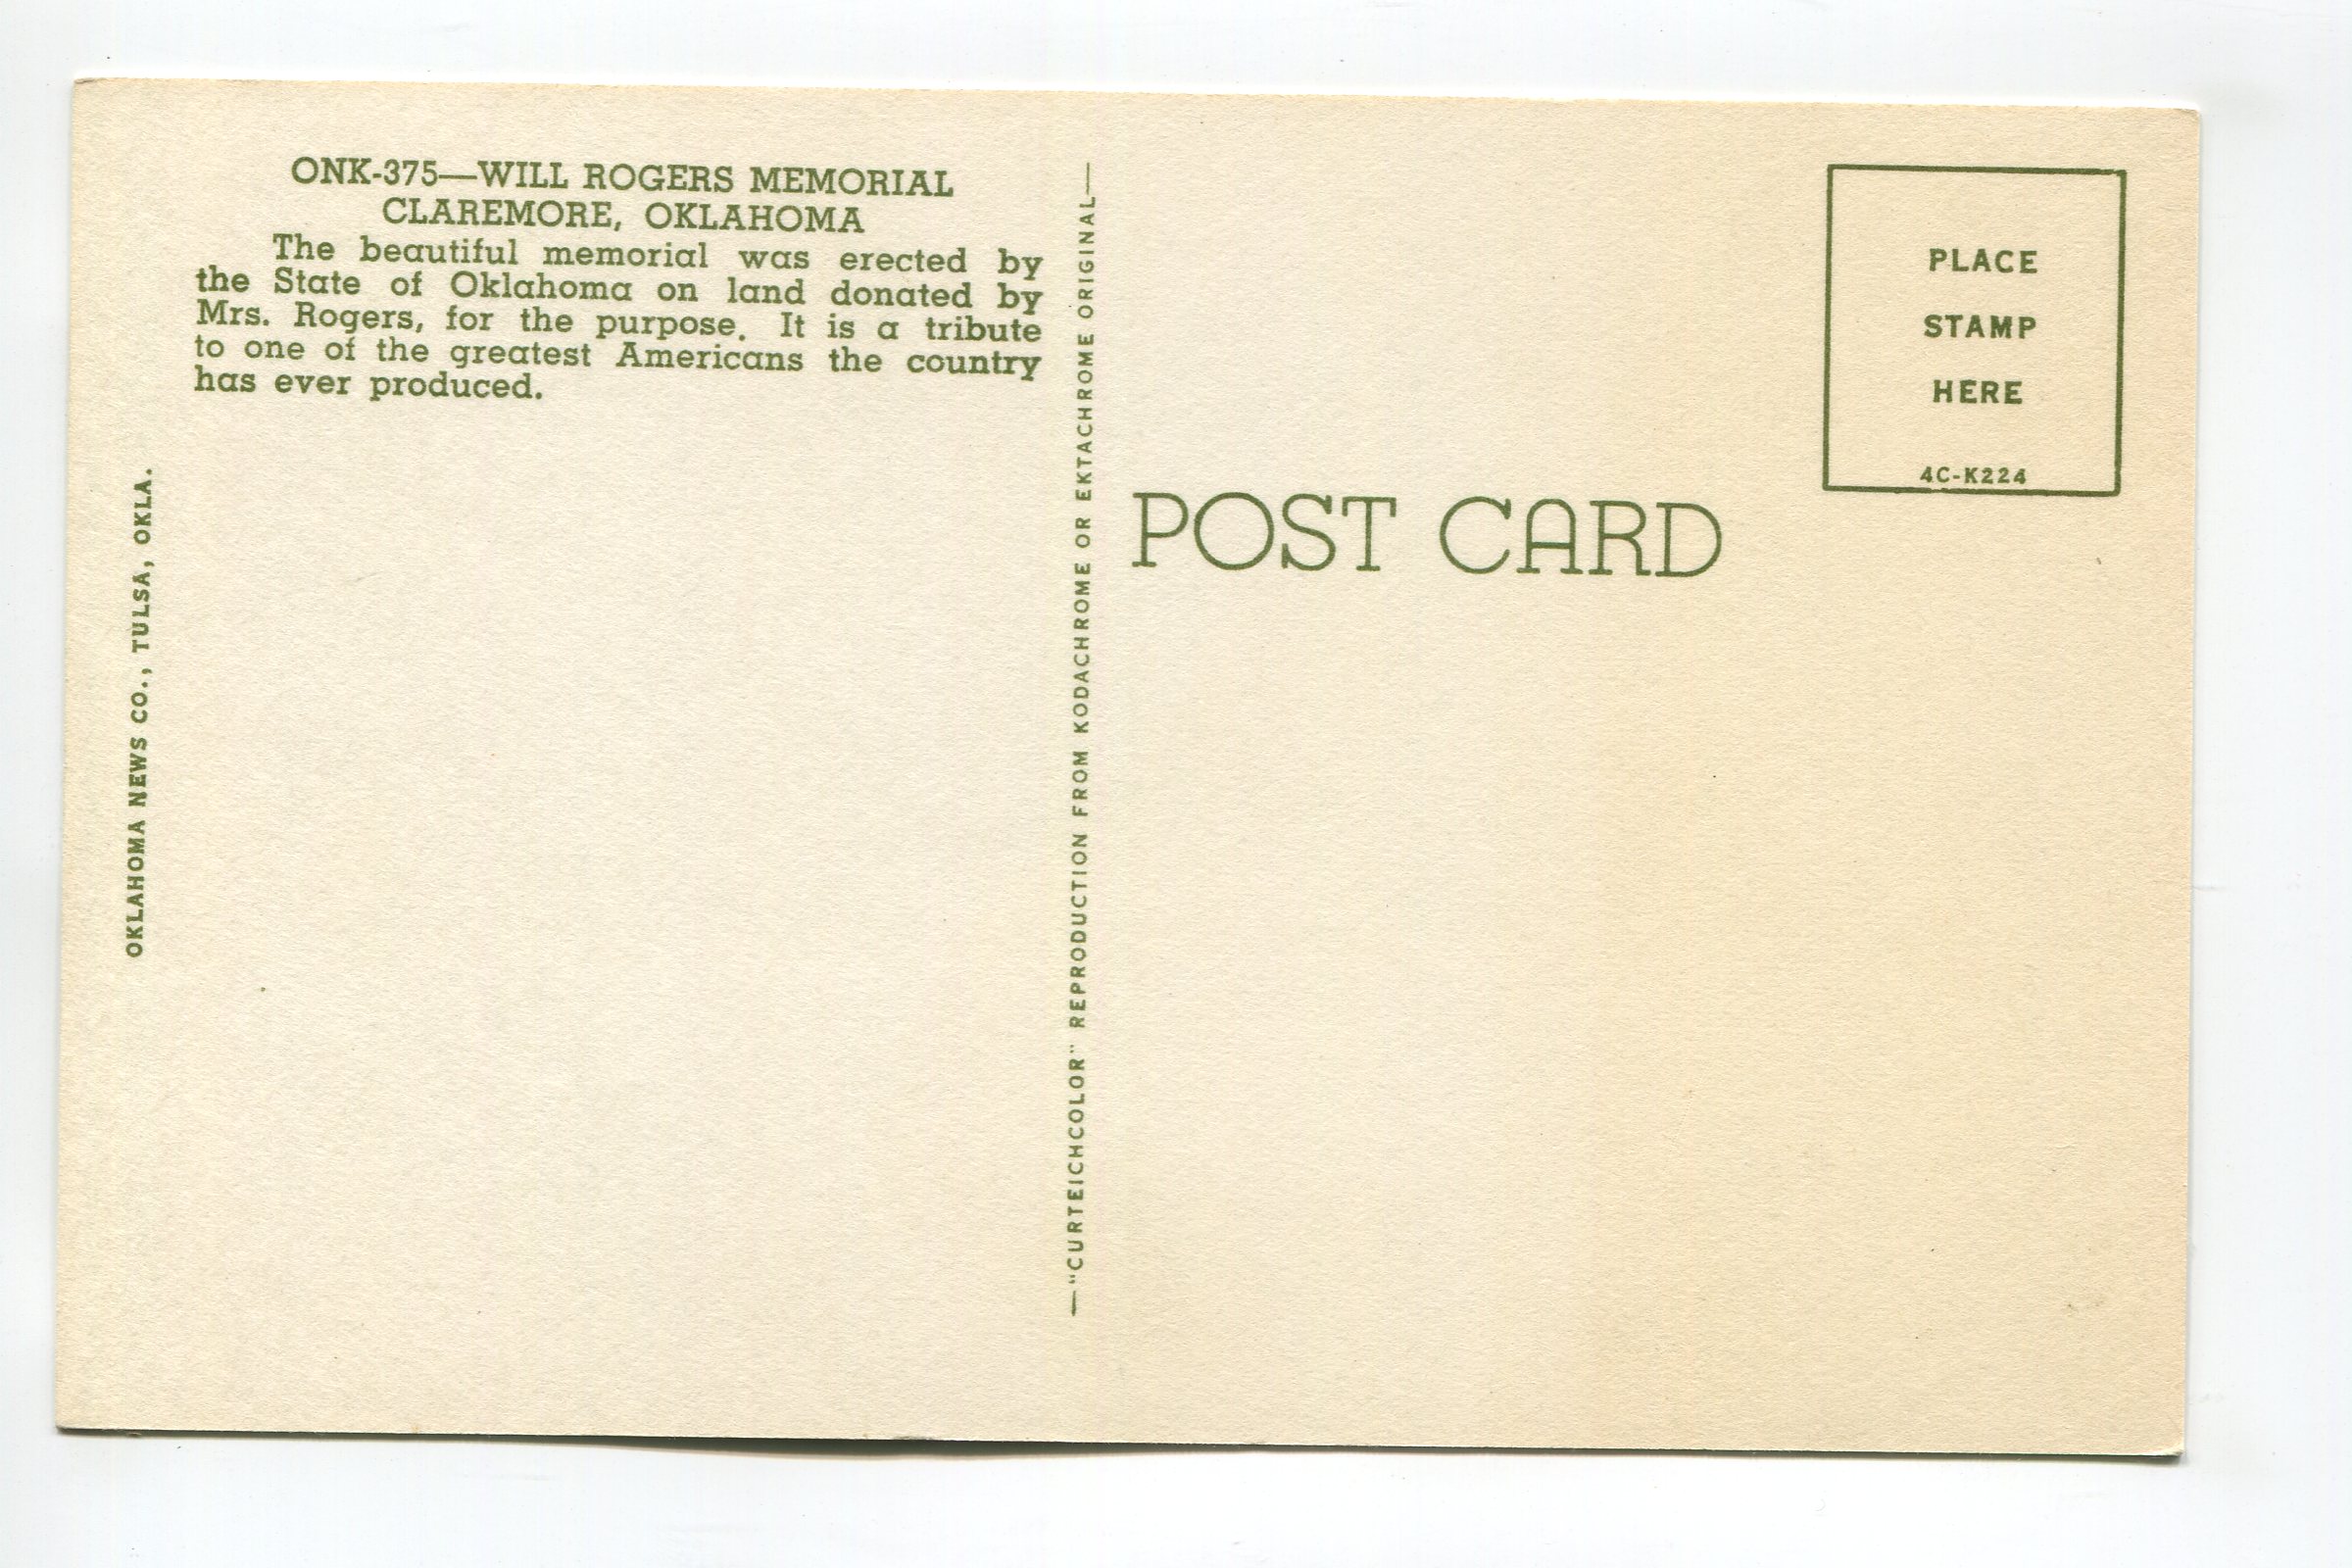 ONK-375—WILL ROGERS MEMORIAL
CLAREMORE, OKLAHOMA
The beautiful memorial was erected by
the State of Oklahoma on land donated by
Mrs. Rogers, for the purpose. It is a tribute
to one of the greatest Americans the country
has ever produced.
OKLAHOMA NEWS CO., TULSA, OKLA.
—"CURTEICHCOLOR" REPRODUCTION FROM KODACHROME OR EKTACHROME ORIGINAL—
POST CARD
PLACE
STAMP
HERE
4C-K224